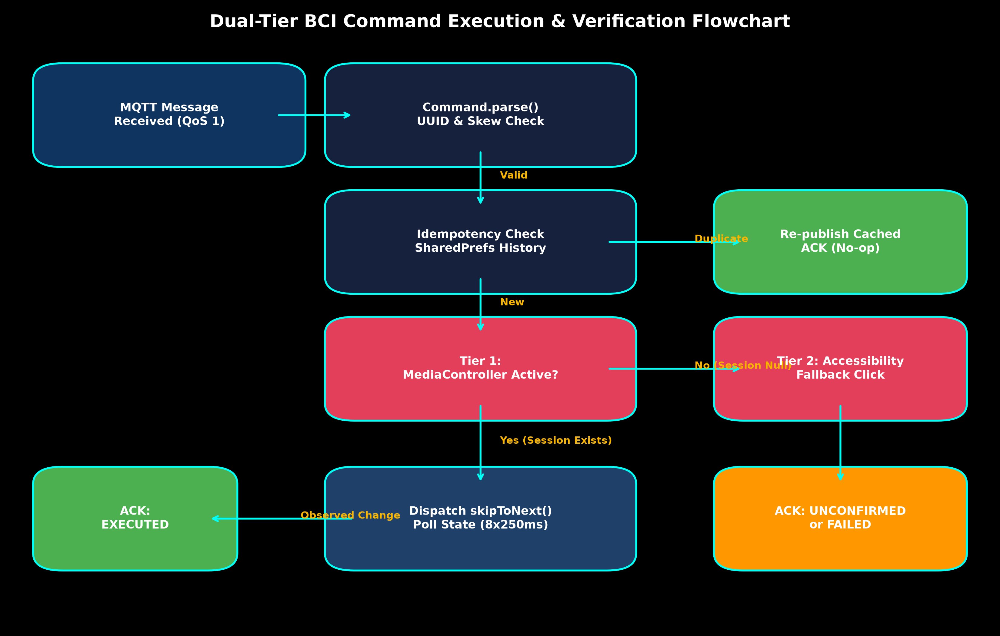 Dual-Tier BCI Command Execution & Verification Flowchart
MQTT Message
Received (QoS 1)
Command.parse()
UUID & Skew Check
Valid
Idempotency Check
SharedPrefs History
Duplicate
Re-publish Cached
ACK (No-op)
New
Tier 1:
MediaController Active?
No (Session Null)
Tier 2: Accessibility
Fallback Click
Yes (Session Exists)
ACK:
EXECUTED
Observed Change
Dispatch skipToNext()
Poll State (8x250ms)
ACK: UNCONFIRMED
or FAILED